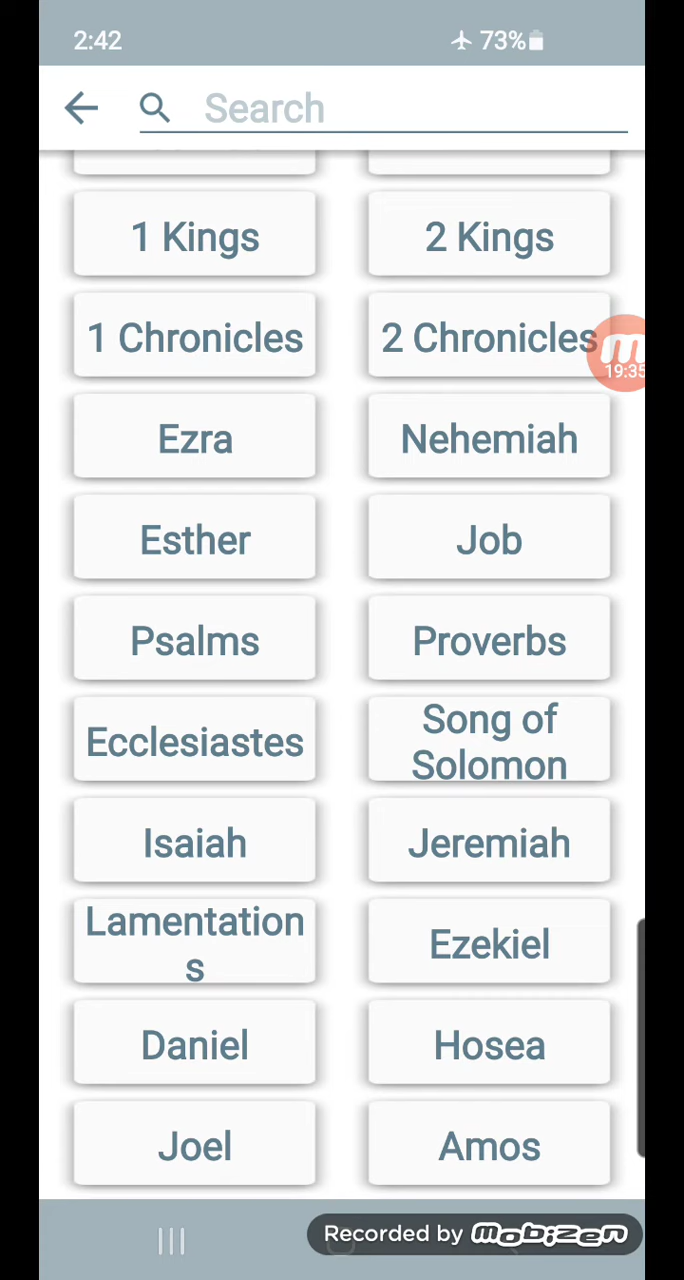 2:42 73%
Search
1 Kings 2 Kings
1 Chronicles 2 Chronicles
19:35
Ezra Nehemiah
Esther Job
Psalms Proverbs
Ecclesiastes Song of
Solomon
Isaiah Jeremiah
Lamentation
s
Ezekiel
Daniel Hosea
Joel Amos
Recorded by mobizen